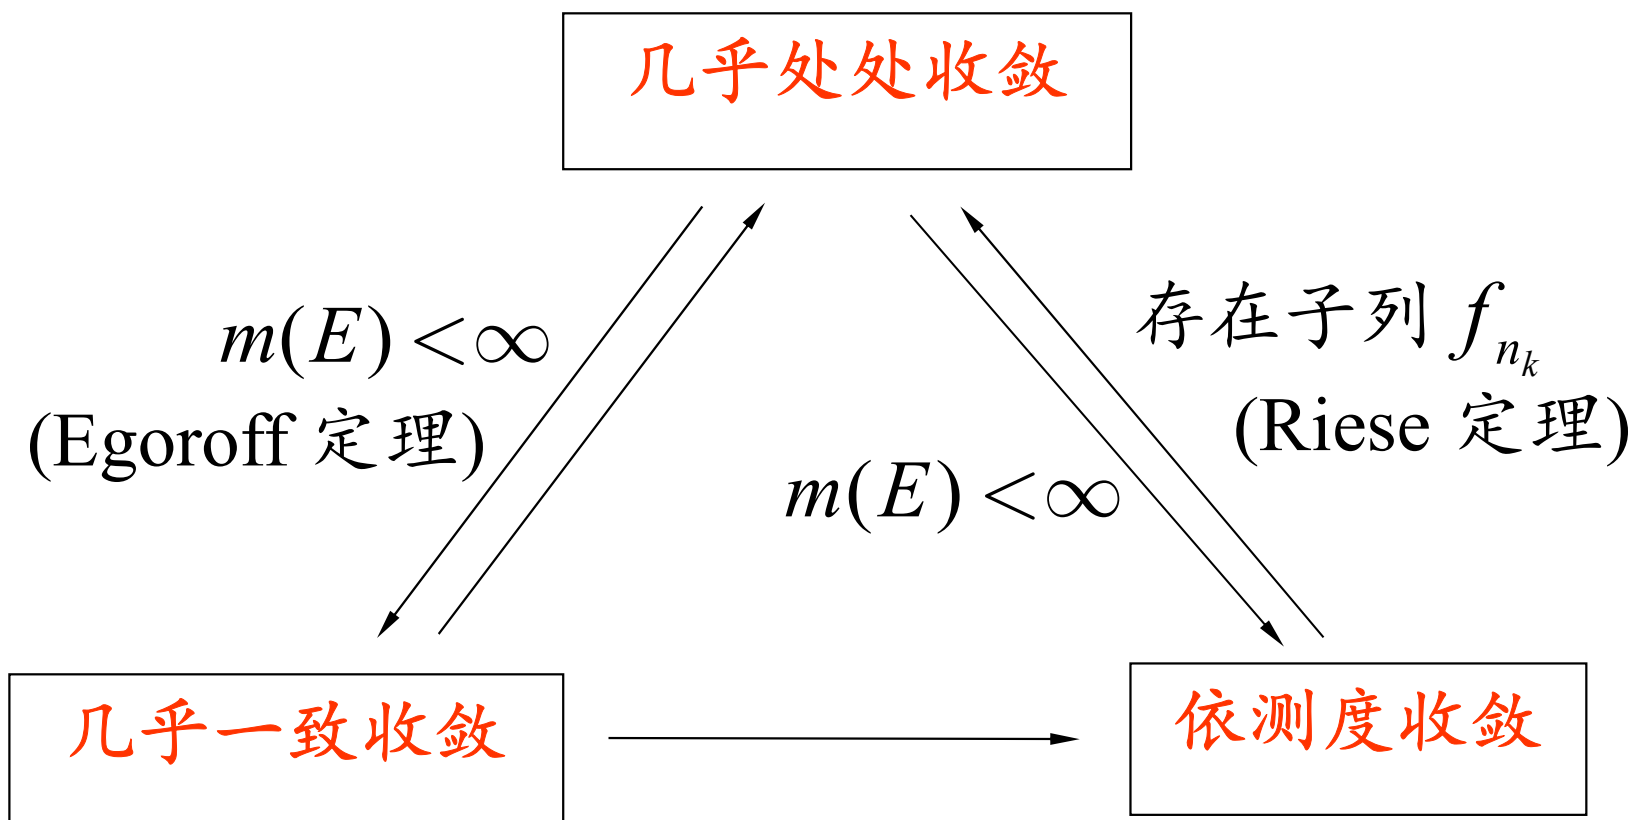 几乎处处收敛
m(E) <∞
(Egoroff 定理)
存在子列 f_{n_k}
(Riese 定理)
m(E) <∞
几乎一致收敛
依测度收敛